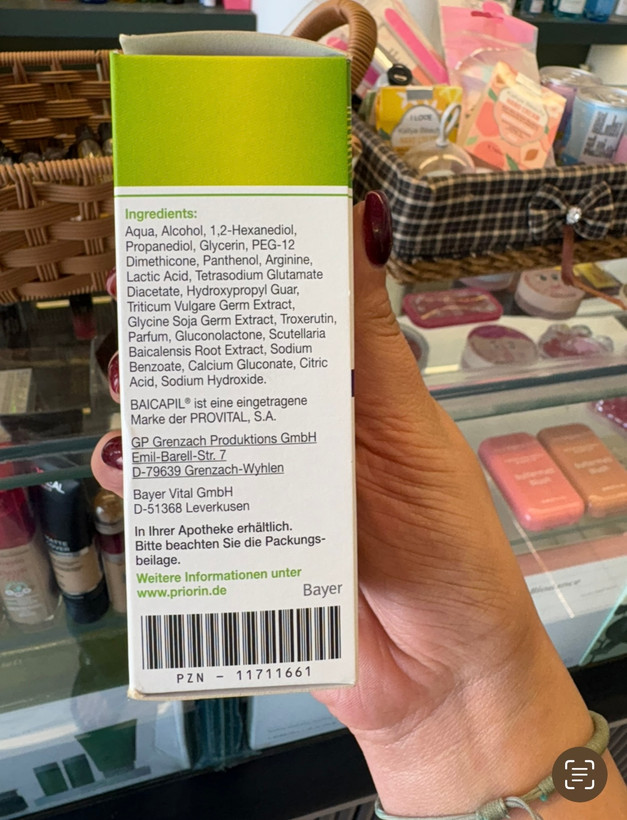 Ingredients:
Aqua, Alcohol, 1,2-Hexanediol,
Propanediol, Glycerin, PEG-12
Dimethicone, Panthenol, Arginine,
Lactic Acid, Tetrasodium Glutamate
Diacetate, Hydroxypropyl Guar,
Triticum Vulgare Germ Extract,
Glycine Soja Germ Extract, Troxerutin,
Parfum, Gluconolactone, Scutellaria
Baicalensis Root Extract, Sodium
Benzoate, Calcium Gluconate, Citric
Acid, Sodium Hydroxide.
BAICAPIL® ist eine eingetragene
Marke der PROVITAL, S.A.
GP Grenzach Produktions GmbH
Emil-Barell-Str. 7
D-79639 Grenzach-Wyhlen
Bayer Vital GmbH
D-51368 Leverkusen
In Ihrer Apotheke erhältlich.
Bitte beachten Sie die Packungs-
beilage.
Weitere Informationen unter
www.priorin.de
Bayer
PZN – 11711661
I LOVE
MATTE